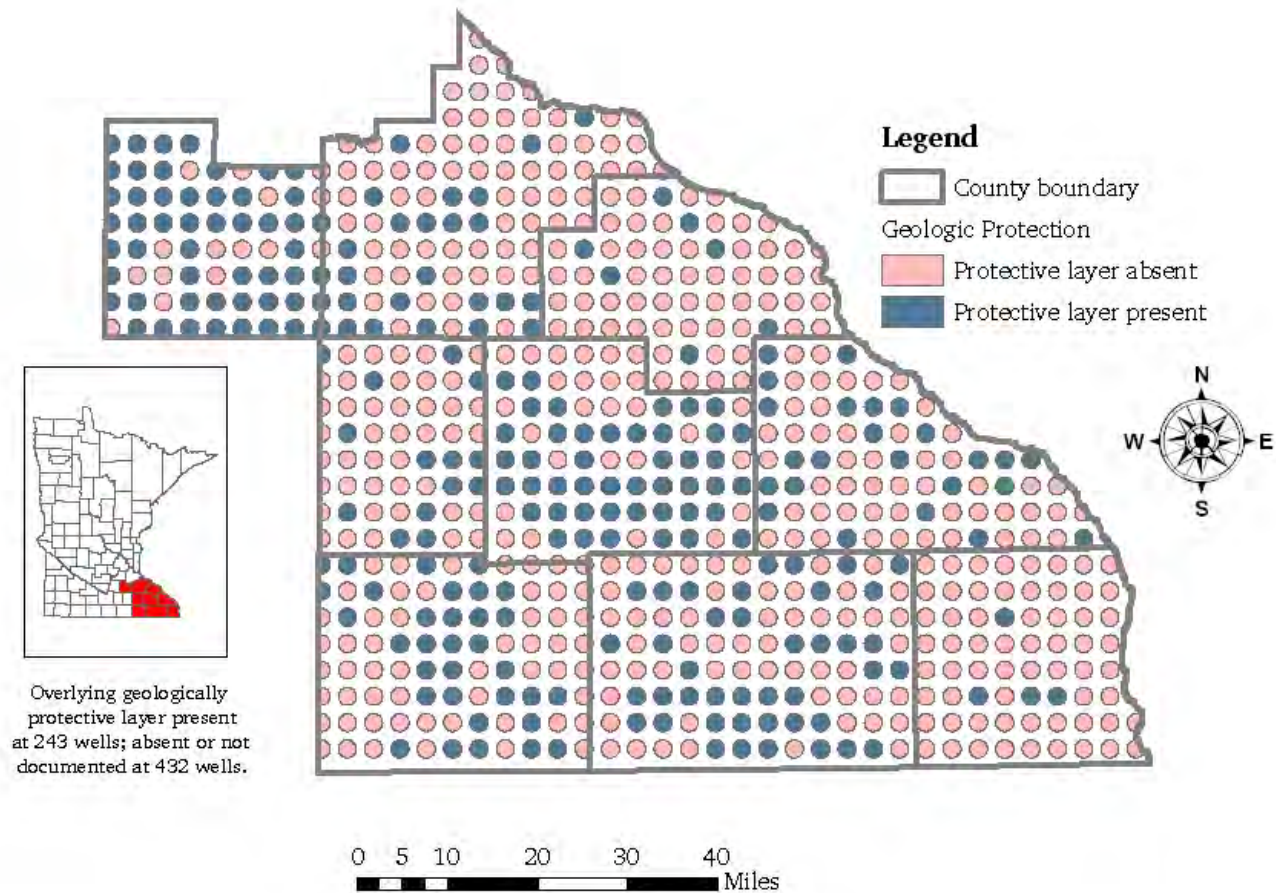 Legend
County boundary
Geologic Protection
Protective layer absent
Protective layer present
N
W E
S
Overlying geologically
protective layer present
at 243 wells; absent or not
documented at 432 wells.
0 5 10 20 30 40
Miles